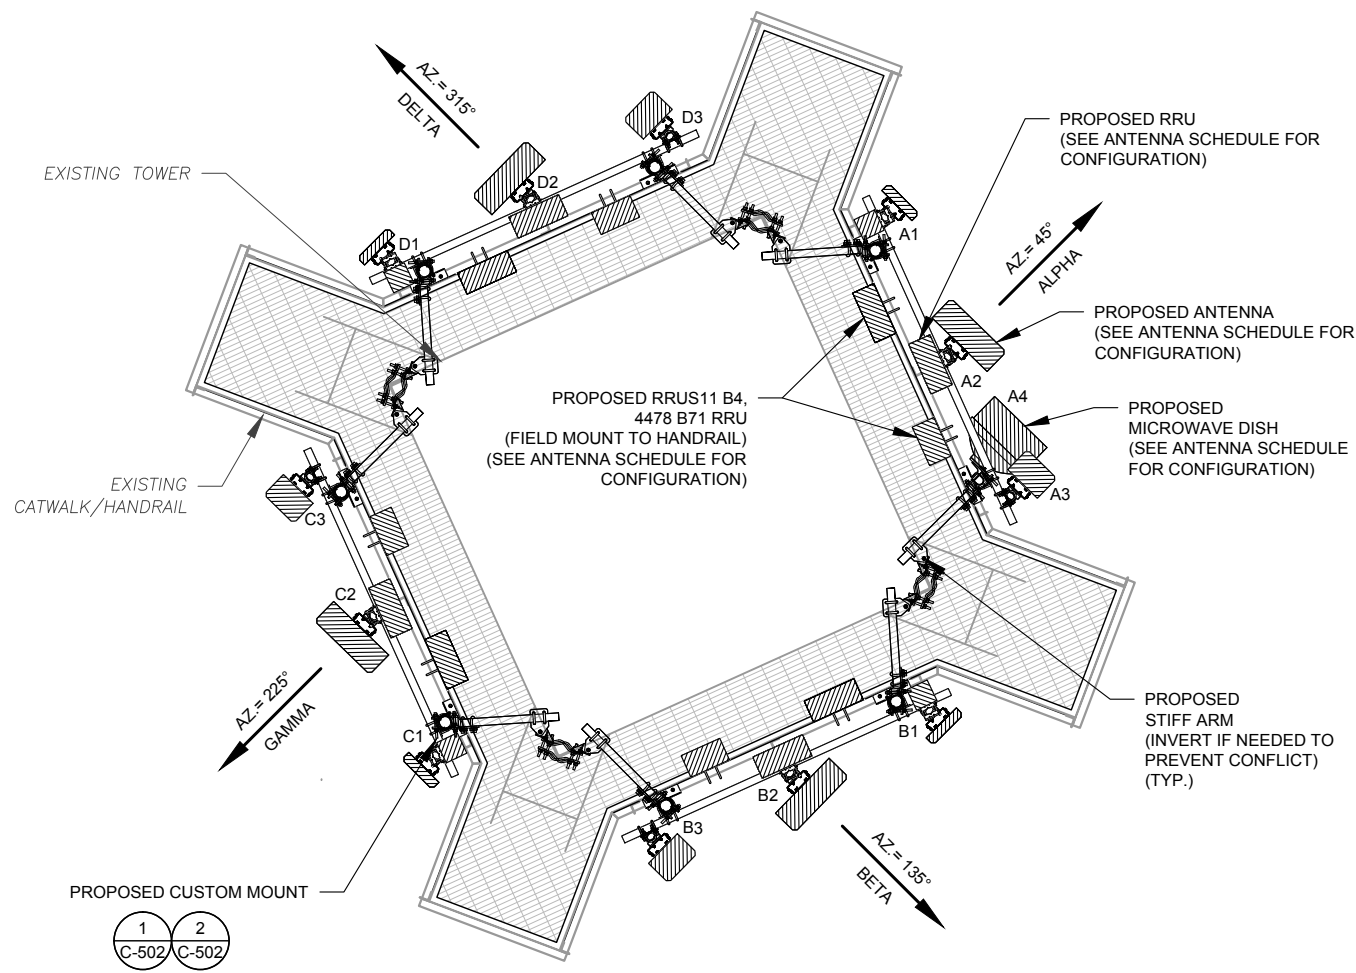 AZ.= 315°
DELTA
D3
D2
D1
EXISTING TOWER
PROPOSED RRU
(SEE ANTENNA SCHEDULE FOR
CONFIGURATION)
A1
AZ.= 45°
ALPHA
PROPOSED ANTENNA
(SEE ANTENNA SCHEDULE FOR
CONFIGURATION)
A2
A4
PROPOSED RRUS11 B4,
4478 B71 RRU
(FIELD MOUNT TO HANDRAIL)
(SEE ANTENNA SCHEDULE FOR
CONFIGURATION)
PROPOSED
MICROWAVE DISH
(SEE ANTENNA SCHEDULE
FOR CONFIGURATION)
A3
EXISTING
CATWALK/HANDRAIL
C3
C2
AZ.= 225°
GAMMA
C1
B1
B2
B3
PROPOSED
STIFF ARM
(INVERT IF NEEDED TO
PREVENT CONFLICT)
(TYP.)
AZ.= 135°
BETA
PROPOSED CUSTOM MOUNT
1
C-502
2
C-502